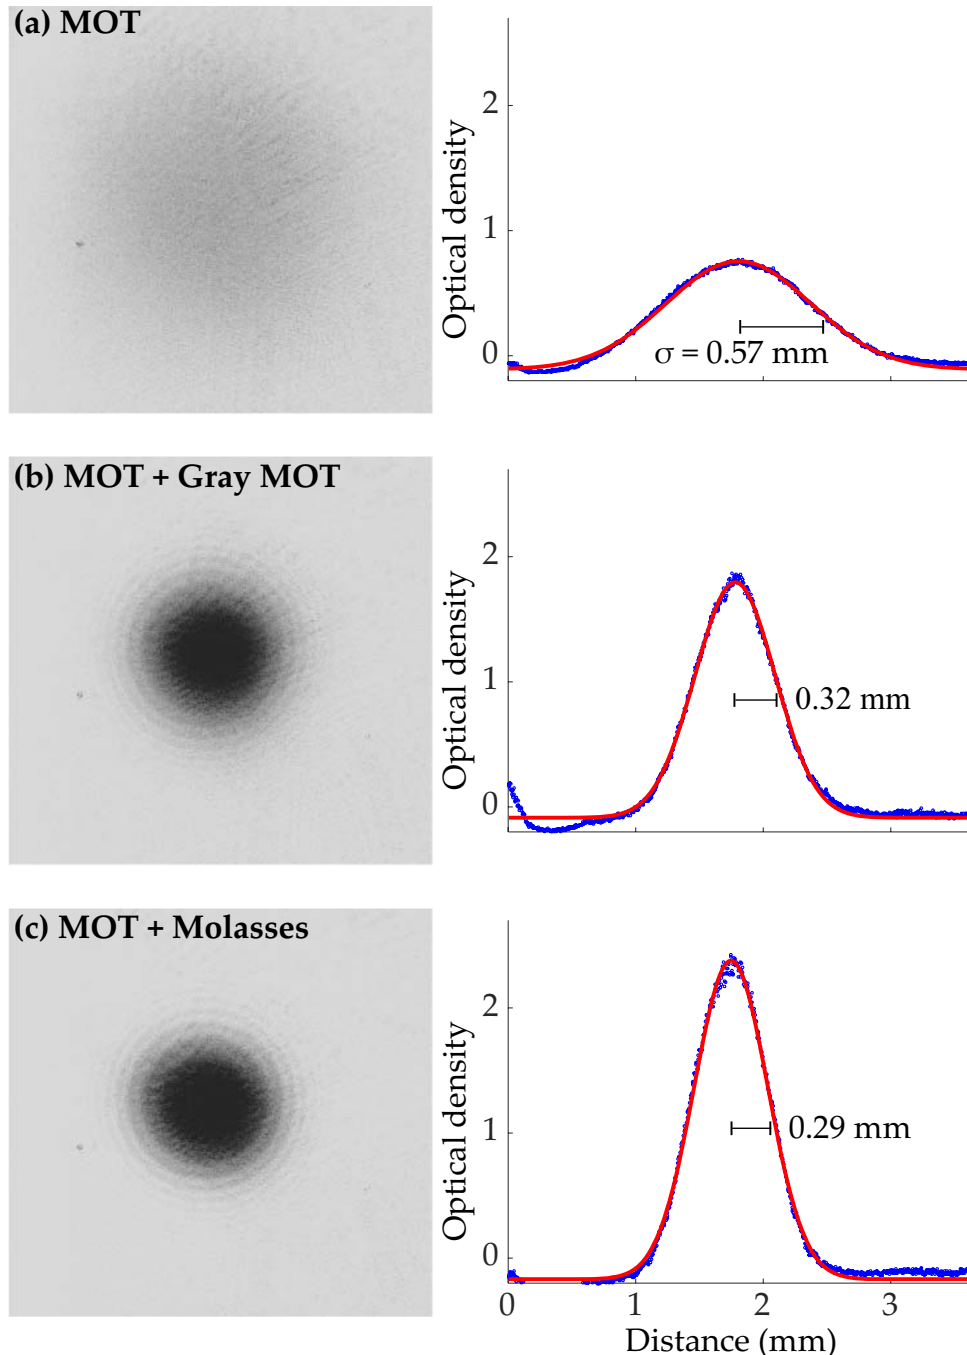 (a) MOT
Optical density
2
1
0
σ = 0.57 mm
(b) MOT + Gray MOT
Optical density
2
1
0
0.32 mm
(c) MOT + Molasses
Optical density
2
1
0
0.29 mm
0 1 2 3
Distance (mm)